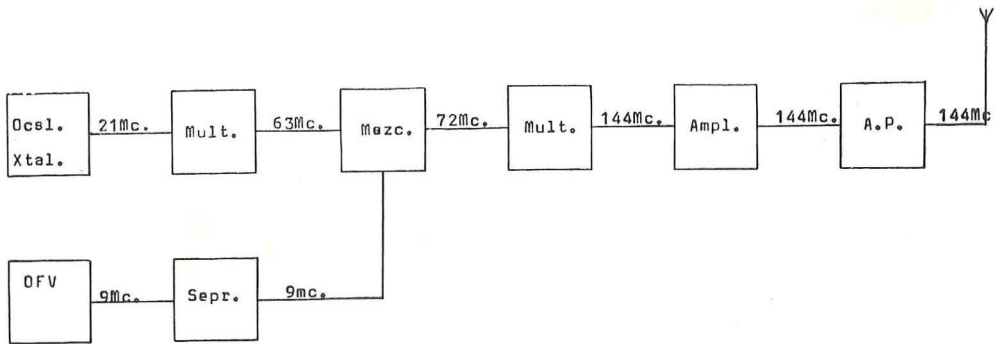 Ocsl.
Xtal.
21Mc.
Mult.
63Mc.
Mezc.
72Mc.
Mult.
144Mc.
Ampl.
144Mc.
A.P.
144Mc
OFV
9Mc.
Sepr.
9mc.